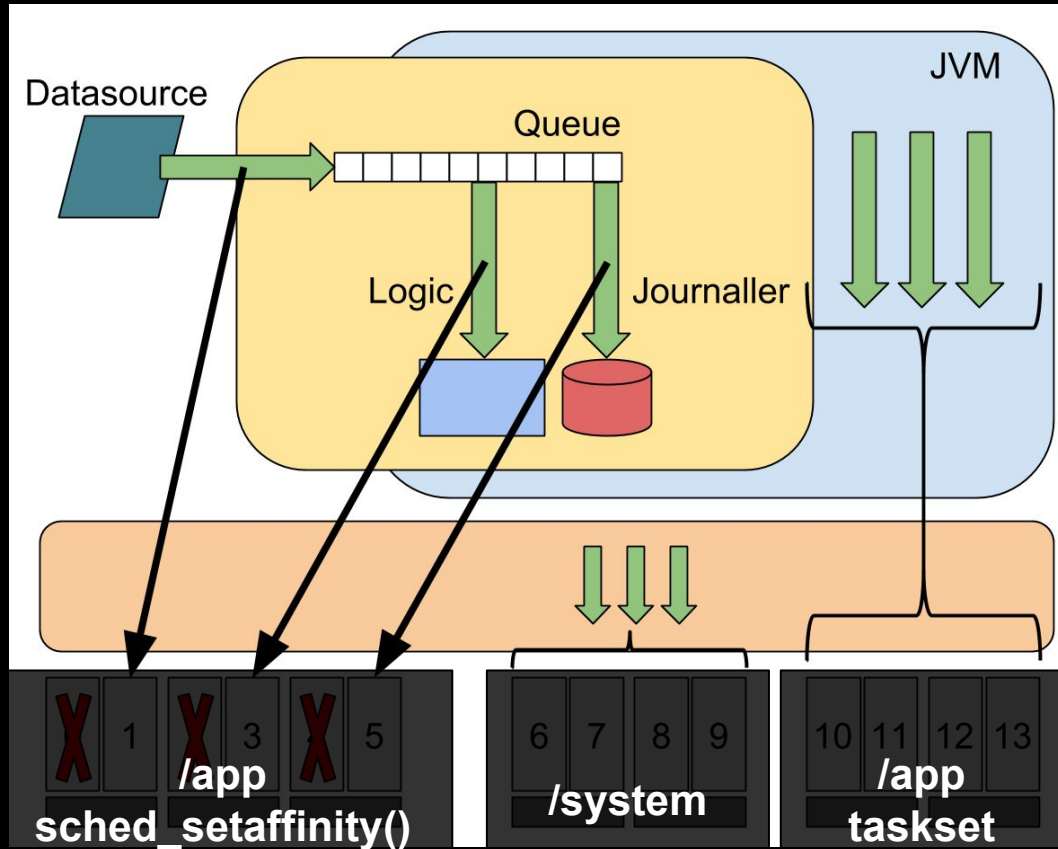 JVM
Datasource
Queue
Logic
Journaller
1 3 5
6 7 8 9
10 11 12 13
/app
sched_setaffinity()
/system
/app
taskset